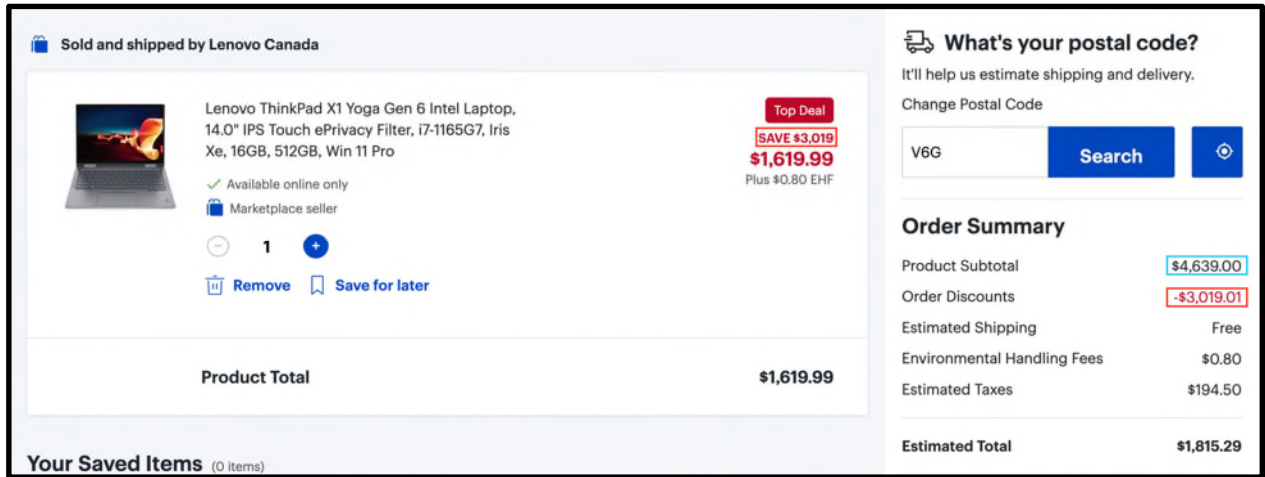 Sold and shipped by Lenovo Canada
Lenovo ThinkPad X1 Yoga Gen 6 Intel Laptop,
14.0" IPS Touch ePrivacy Filter, i7-1165G7, Iris
Xe, 16GB, 512GB, Win 11 Pro
Available online only
Marketplace seller
1
Remove
Save for later
Top Deal
SAVE $3,019
$1,619.99
Plus $0.80 EHF
Product Total $1,619.99
Your Saved Items (0 items)
What's your postal code?
It'll help us estimate shipping and delivery.
Change Postal Code
V6G Search
Order Summary
Product Subtotal $4,639.00
Order Discounts -$3,019.01
Estimated Shipping Free
Environmental Handling Fees $0.80
Estimated Taxes $194.50
Estimated Total $1,815.29